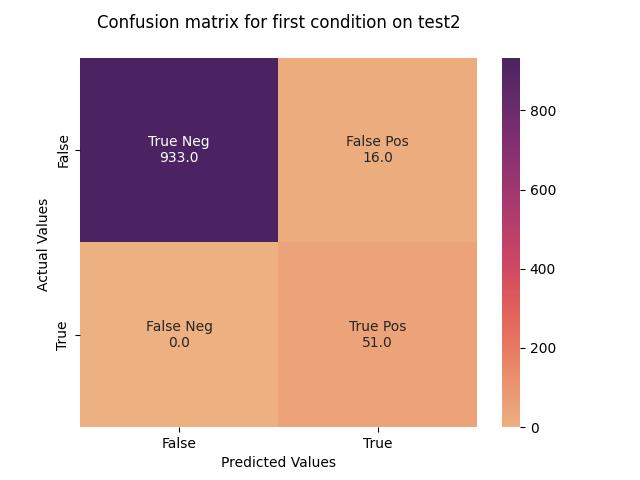 Confusion matrix for first condition on test2
Actual Values
False
True
True Neg
933.0
False Pos
16.0
False Neg
0.0
True Pos
51.0
False
True
Predicted Values
800
600
400
200
0